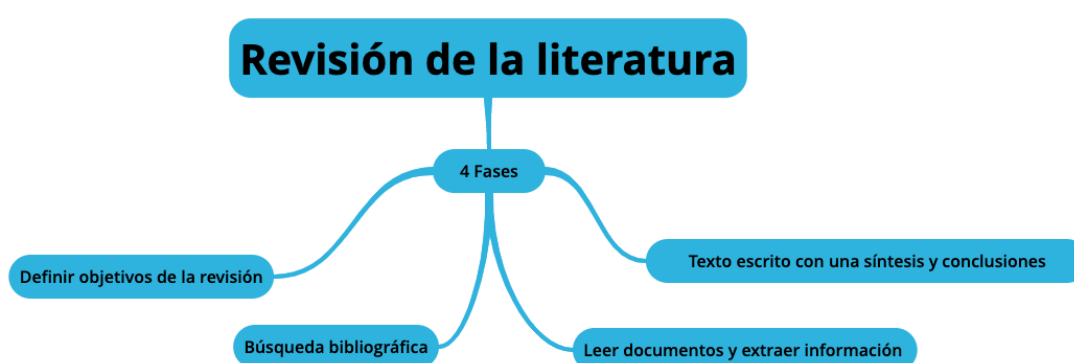 Revisión de la literatura
4 Fases
Definir objetivos de la revisión
Búsqueda bibliográfica
Leer documentos y extraer información
Texto escrito con una síntesis y conclusiones